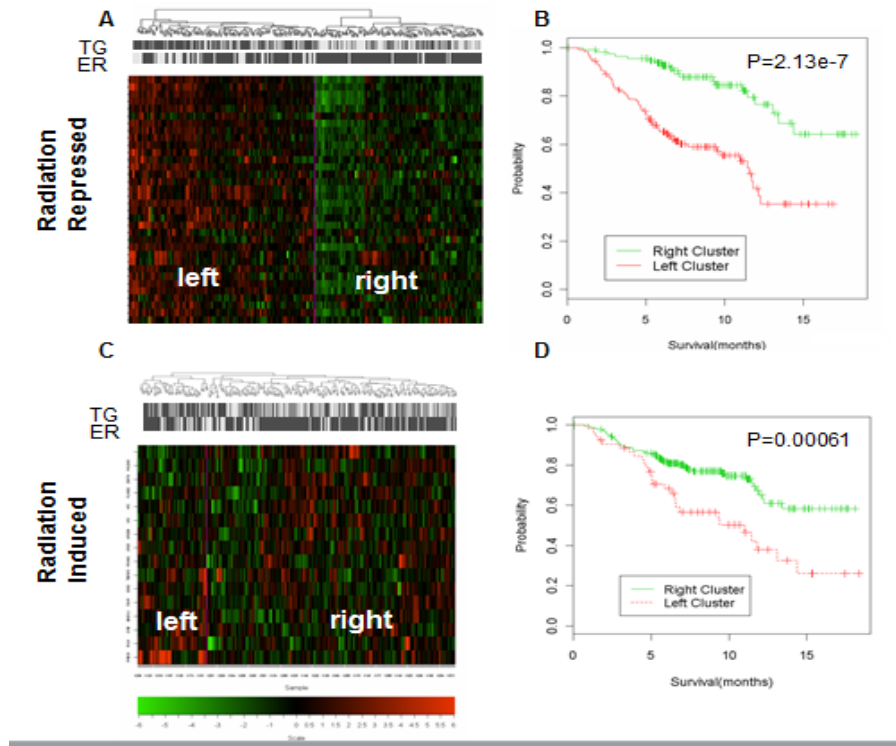 A
TG
ER
Radiation
Repressed
left
right
B
P=2.13e-7
1.0
0.8
0.6
0.4
0.2
0.0
Probability
Right Cluster
Left Cluster
0
5
10
15
Survival(months)
C
TG
ER
Radiation
Induced
left
right
Sample
-6
-5
-4
-3
-2
-1
0
0.5
1
1.5
2
2.5
3
3.5
4
4.5
5
5.5
6
Scale
D
P=0.00061
1.0
0.8
0.6
0.4
0.2
0.0
Probability
Right Cluster
Left Cluster
0
5
10
15
Survival(months)